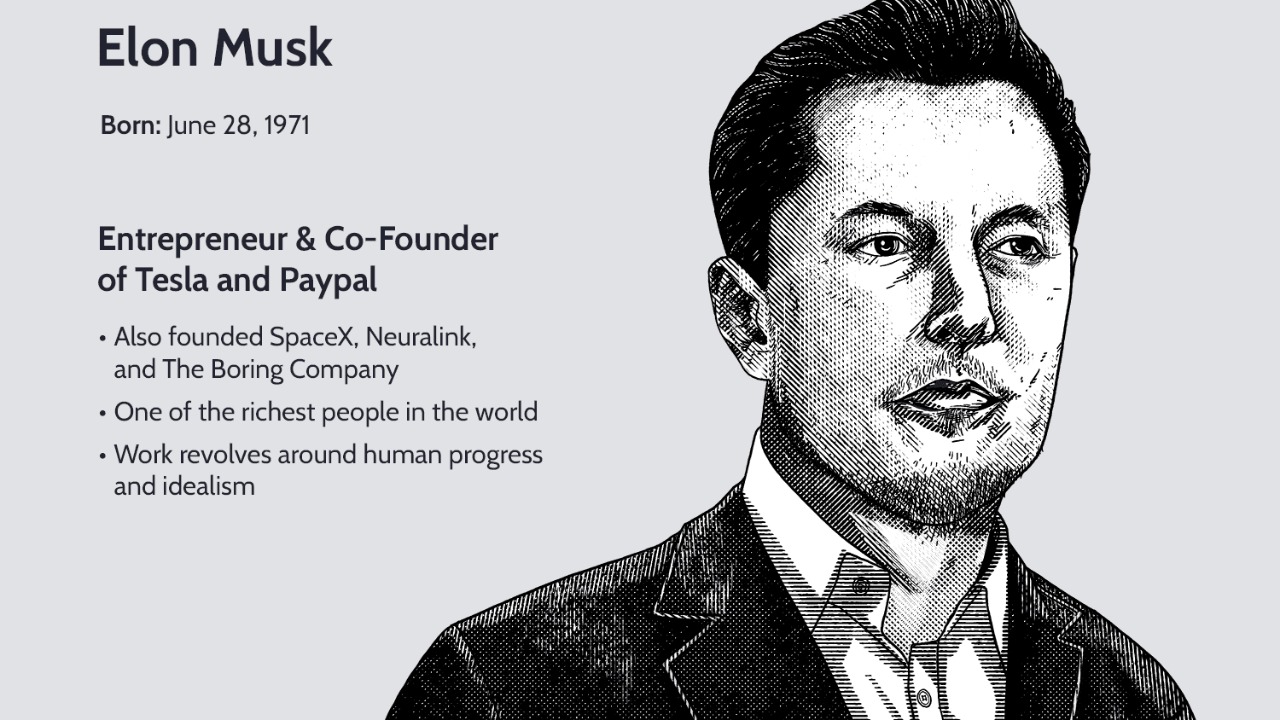 Elon Musk
Born: June 28, 1971
Entrepreneur & Co-Founder
of Tesla and Paypal
• Also founded SpaceX, Neuralink,
and The Boring Company
• One of the richest people in the world
• Work revolves around human progress
and idealism